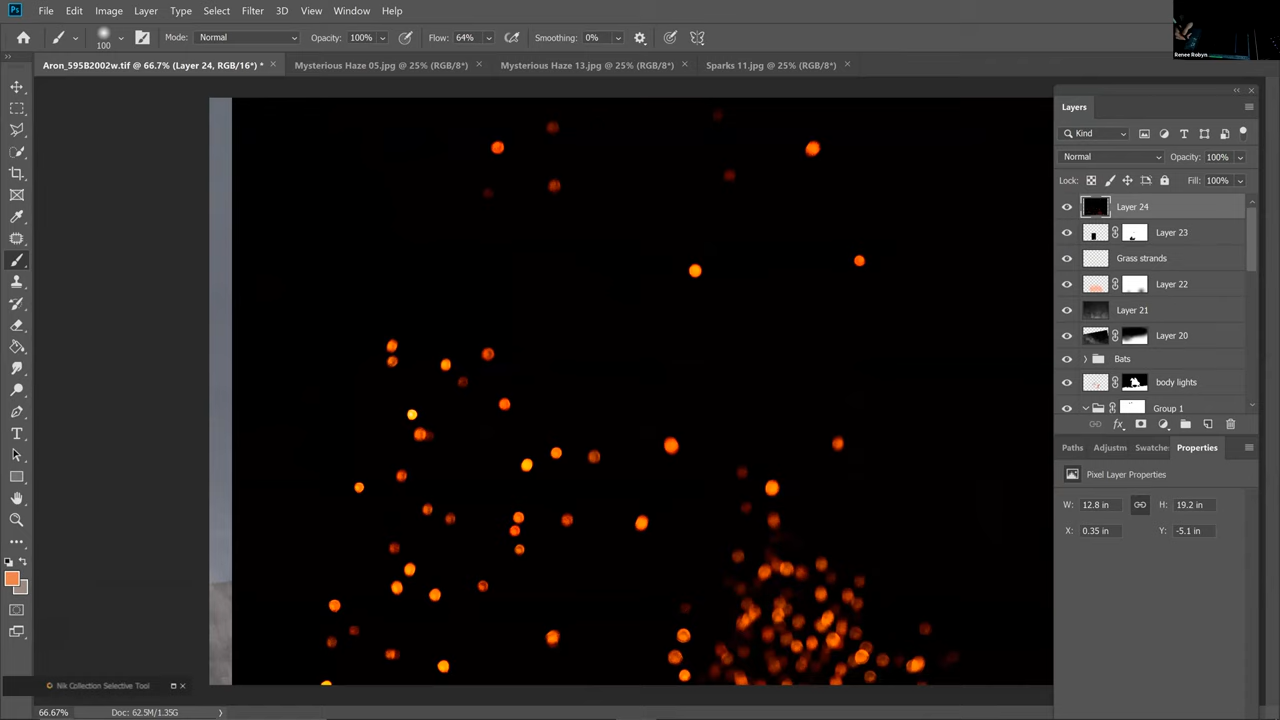 Ps File Edit Image Layer Type Select Filter 3D View Window Help
100 Mode: Normal Opacity: 100% Flow: 64% Smoothing: 0%
Renee Robyn
Aron_595B2002w.tif @ 66.7% (Layer 24, RGB/16*) * × Mysterious Haze 05.jpg @ 25% (RGB/8*) × Mysterious Haze 13.jpg @ 25% (RGB/8*) × Sparks 11.jpg @ 25% (RGB/8*) ×
Layers
Kind
Normal Opacity: 100%
Lock: Fill: 100%
Layer 24
Layer 23
Grass strands
Layer 22
Layer 21
Layer 20
Bats
body lights
Group 1
fx
Paths Adjustm Swatche Properties
Pixel Layer Properties
W: 12.8 in H: 19.2 in
X: 0.35 in Y: -5.1 in
Nik Collection Selective Tool
66.67% Doc: 62.5M/1.35G